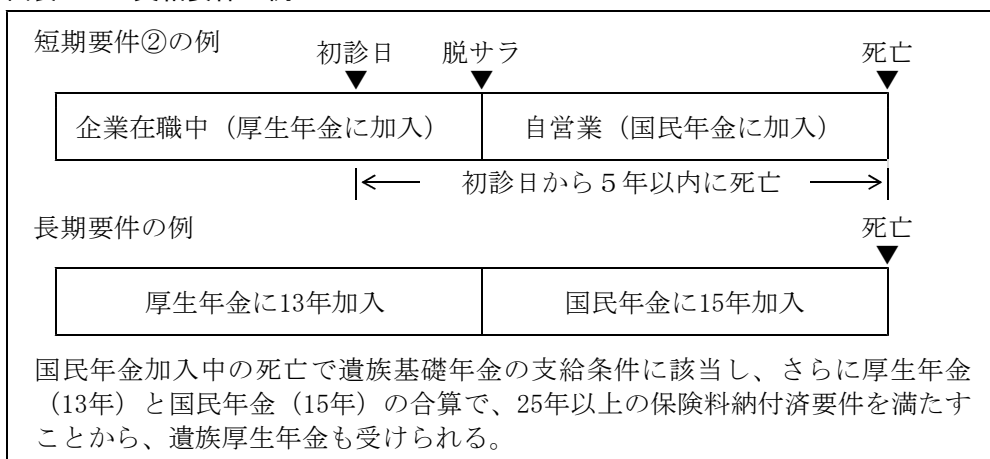 短期要件②の例
初診日 脱サラ 死亡
▼ ▼ ▼
企業在職中（厚生年金に加入） 自営業（国民年金に加入）
初診日から５年以内に死亡
長期要件の例 死亡
▼
厚生年金に13年加入 国民年金に15年加入
国民年金加入中の死亡で遺族基礎年金の支給条件に該当し、さらに厚生年金
（13年）と国民年金（15年）の合算で、25年以上の保険料納付済要件を満たす
ことから、遺族厚生年金も受けられる。